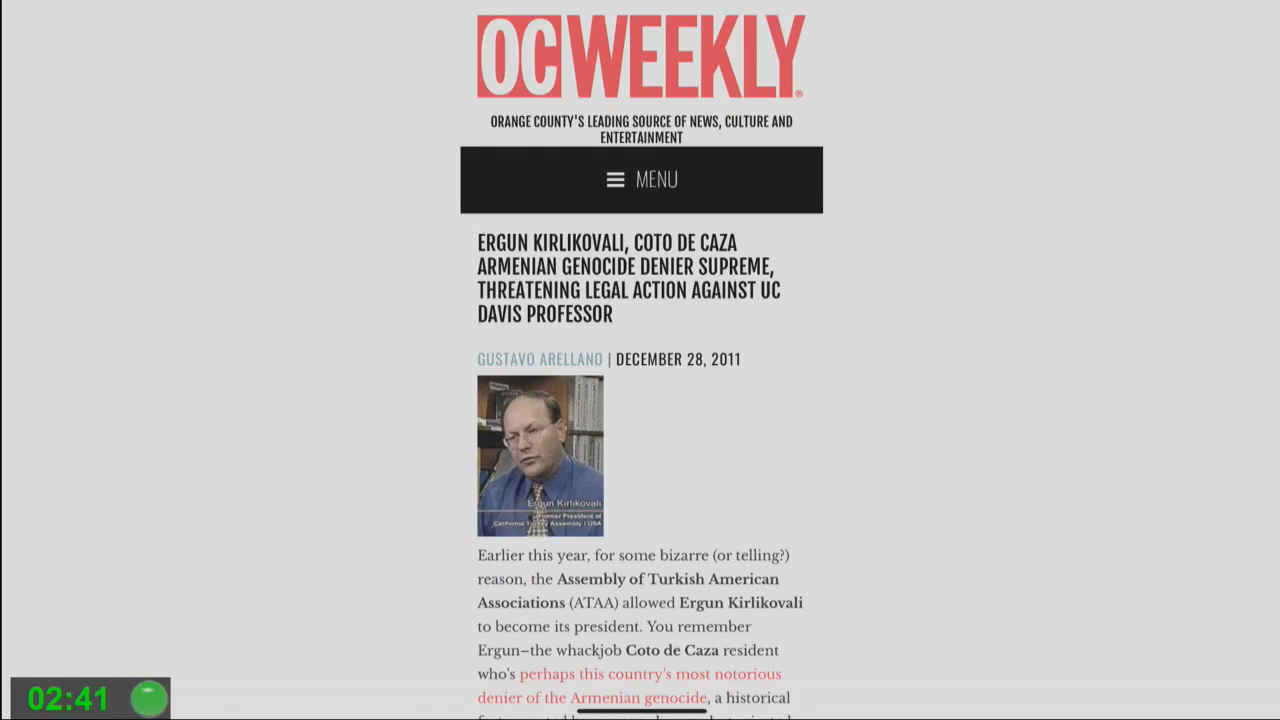 OC WEEKLY®
ORANGE COUNTY'S LEADING SOURCE OF NEWS, CULTURE AND
ENTERTAINMENT
MENU
ERGUN KIRLIKOVALI, COTO DE CAZA
ARMENIAN GENOCIDE DENIER SUPREME,
THREATENING LEGAL ACTION AGAINST UC
DAVIS PROFESSOR
GUSTAVO ARELLANO | DECEMBER 28, 2011
Ergun Kirlikovali
Former President of
California Turkey Assembly / USA
Earlier this year, for some bizarre (or telling?)
reason, the Assembly of Turkish American
Associations (ATAA) allowed Ergun Kirlikovali
to become its president. You remember
Ergun–the whackjob Coto de Caza resident
who's perhaps this country's most notorious
denier of the Armenian genocide, a historical
02:41